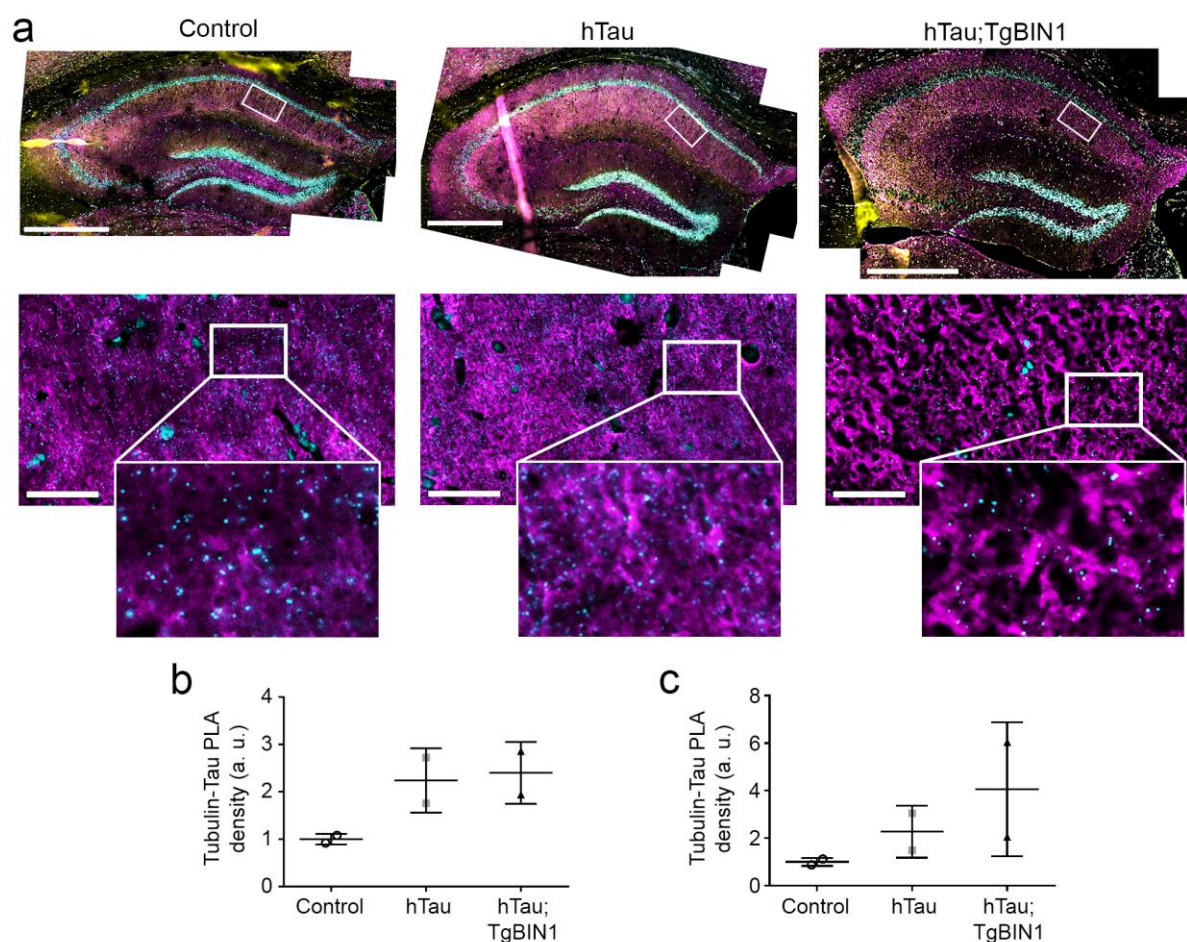 a
Control
hTau
hTau;TgBIN1
b
Tubulin-Tau PLA
density (a. u.)
4
3
2
1
0
Control
hTau
hTau;
TgBIN1
c
Tubulin-Tau PLA
density (a. u.)
8
6
4
2
0
Control
hTau
hTau;
TgBIN1